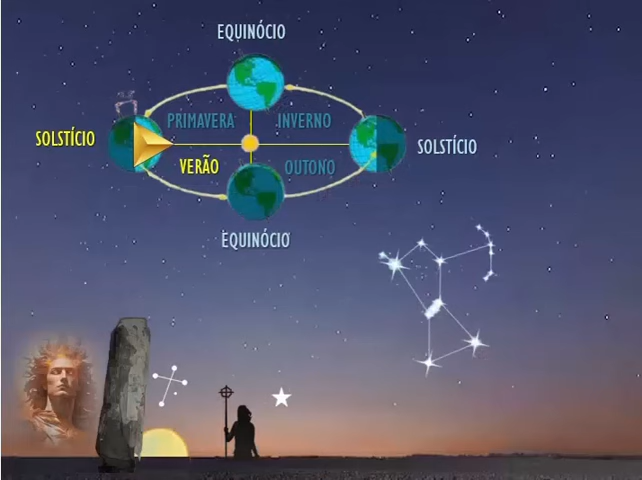 EQUINÓCIO
PRIMAVERA
INVERNO
SOLSTÍCIO
SOLSTÍCIO
VERÃO
OUTONO
EQUINÓCIO